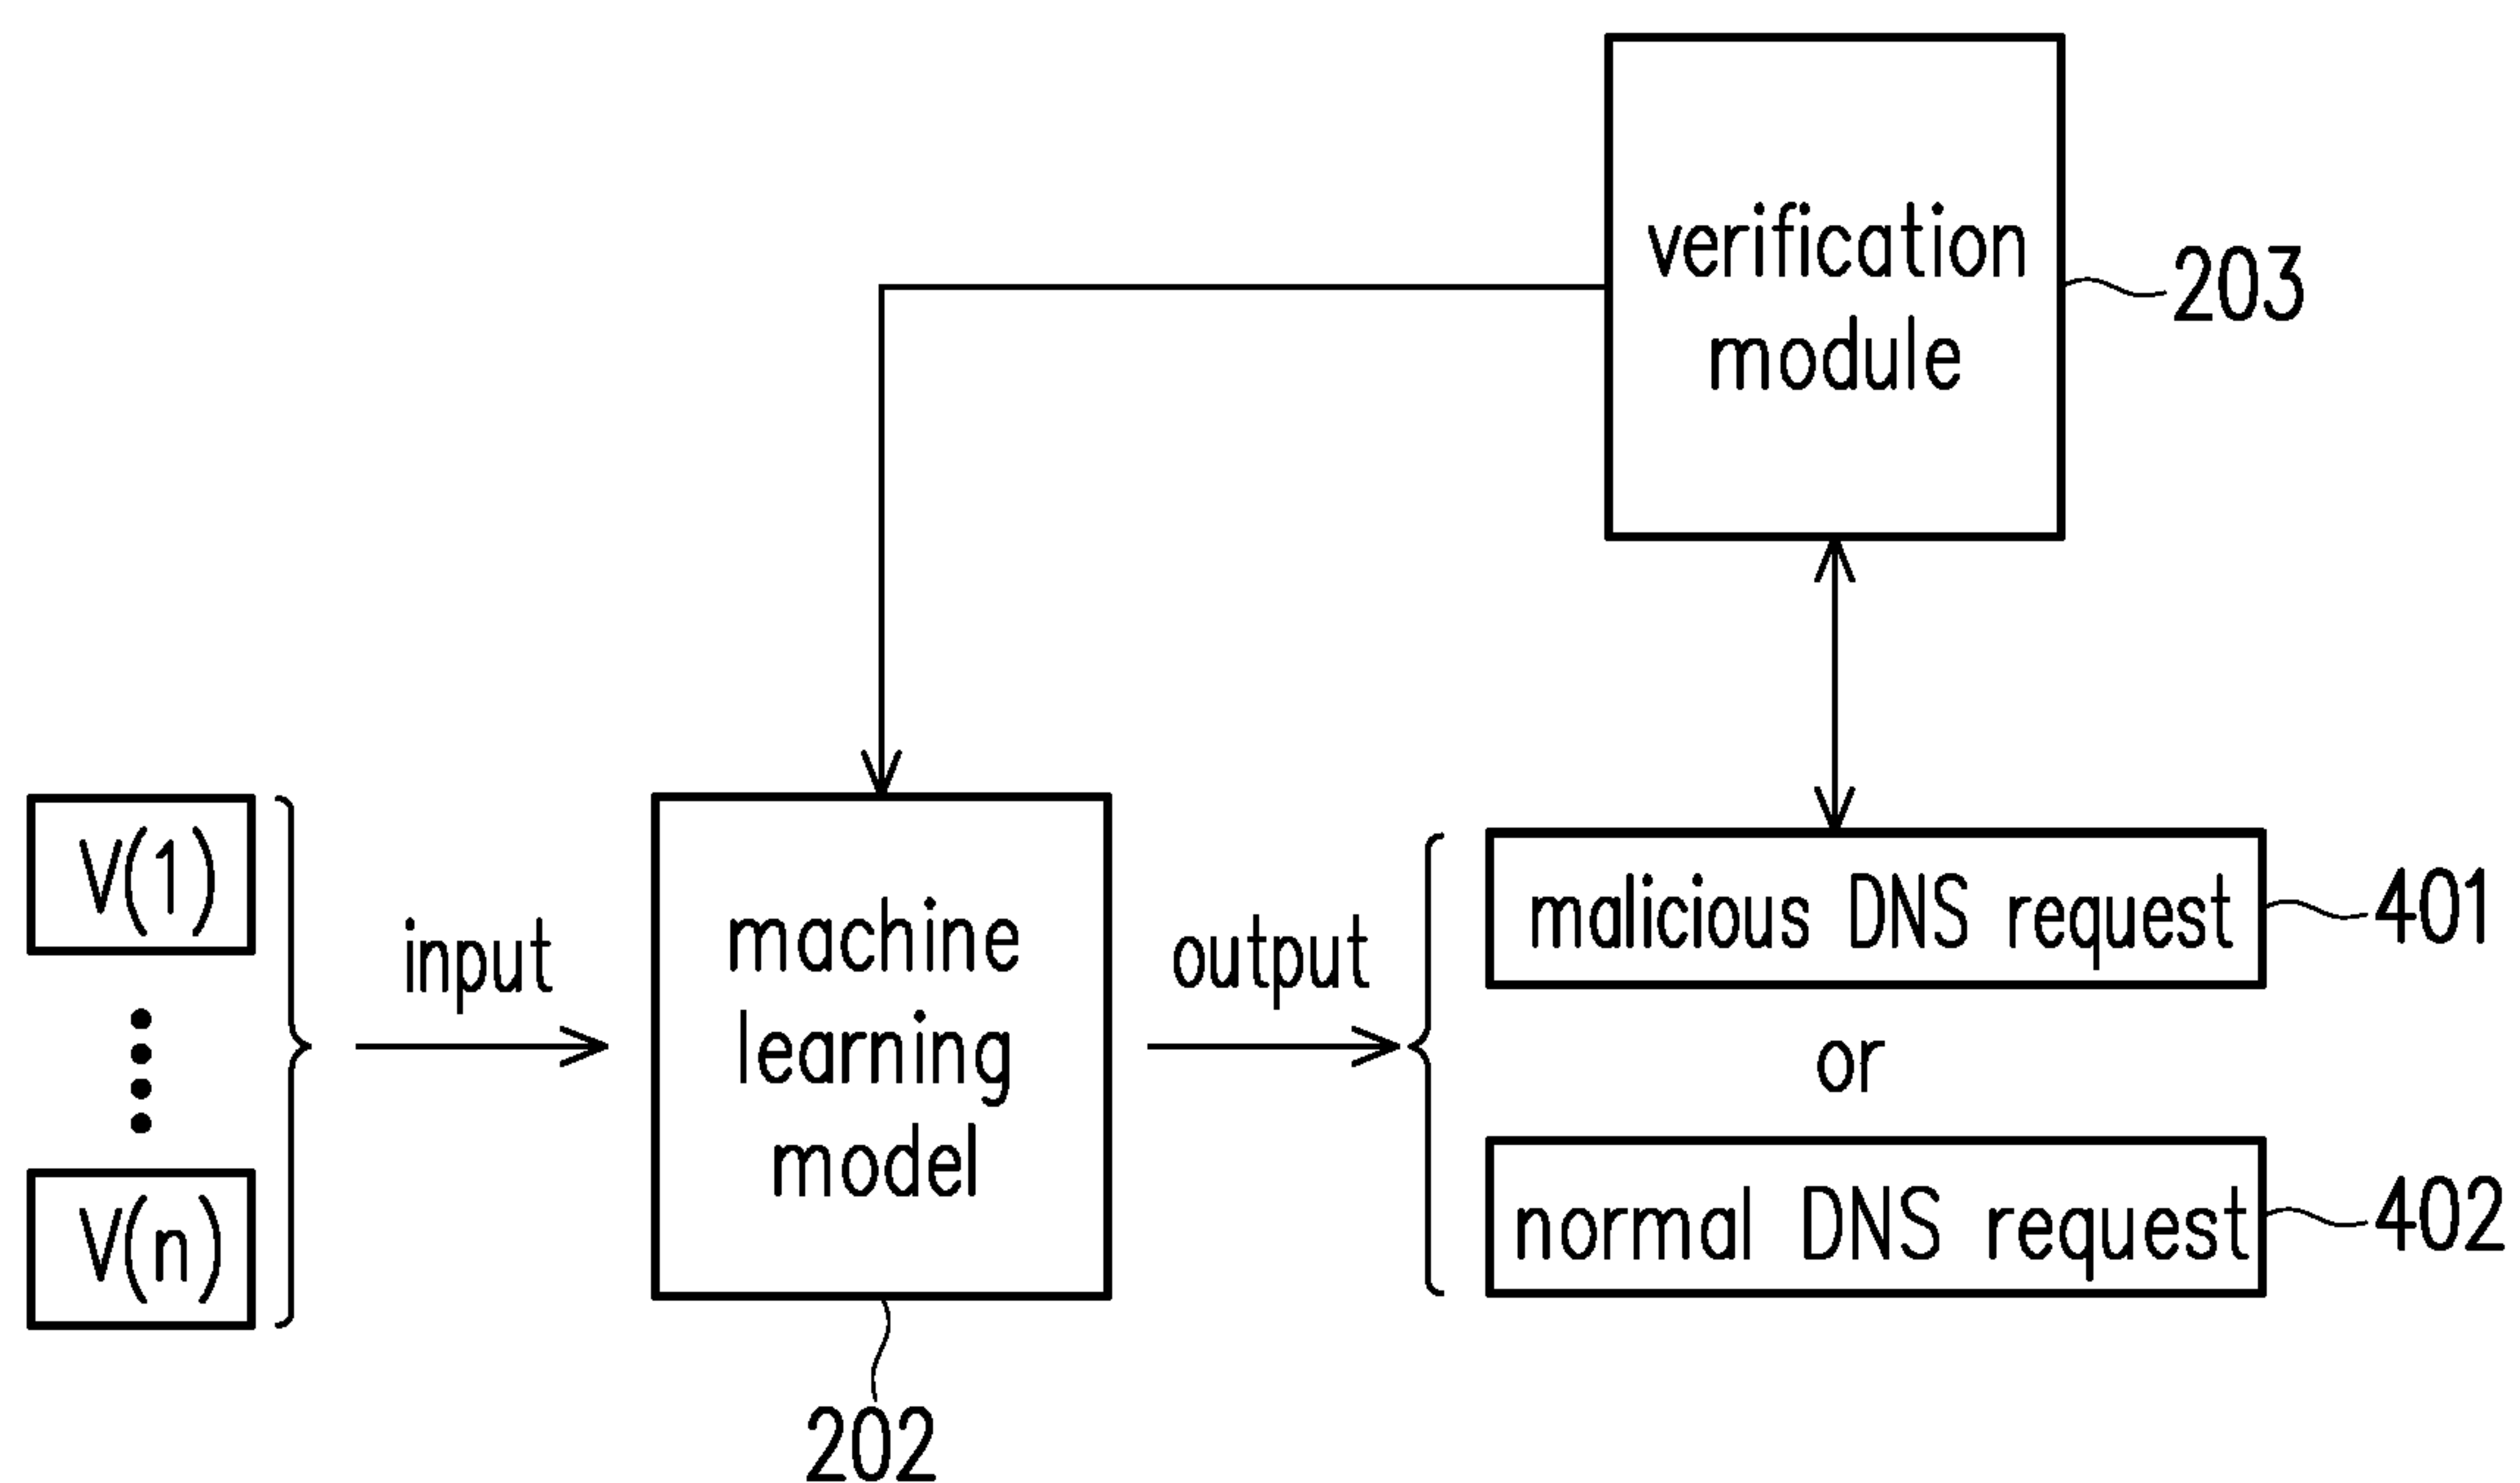 verification
module
203
V(1)
V(n)
input
machine
learning
model
202
output
malicious DNS request
401
or
normal DNS request
402